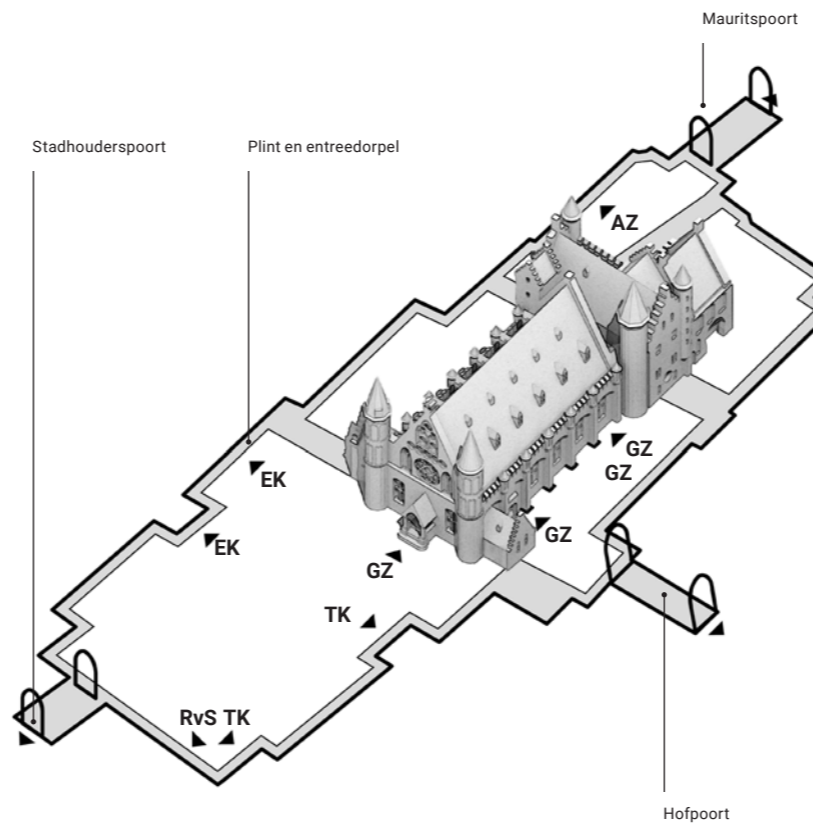 Mauritspoort
Stadhouderspoort
Plint en entreedorpel
AZ
GZ
EK
GZ
EK
GZ
GZ
TK
RvS TK
Hofpoort